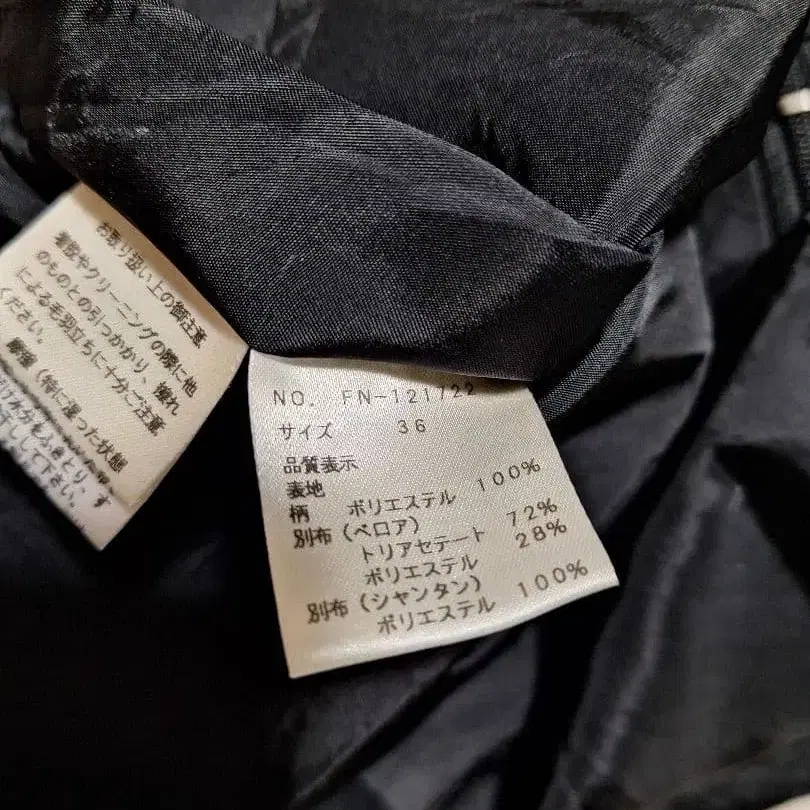 お取り扱い上の御注意
着登やクリーニングの際に他
のものとの引っかかり、擦れ
による毛羽立ちに十分ご注意
ください。
NO. FN-121722
サイズ 36
品質表示
表地
柄 ポリエステル 100%
別布(ベロア)
トリアセテート 72%
ポリエステル 28%
別布(シャンタン)
ポリエステル 100%